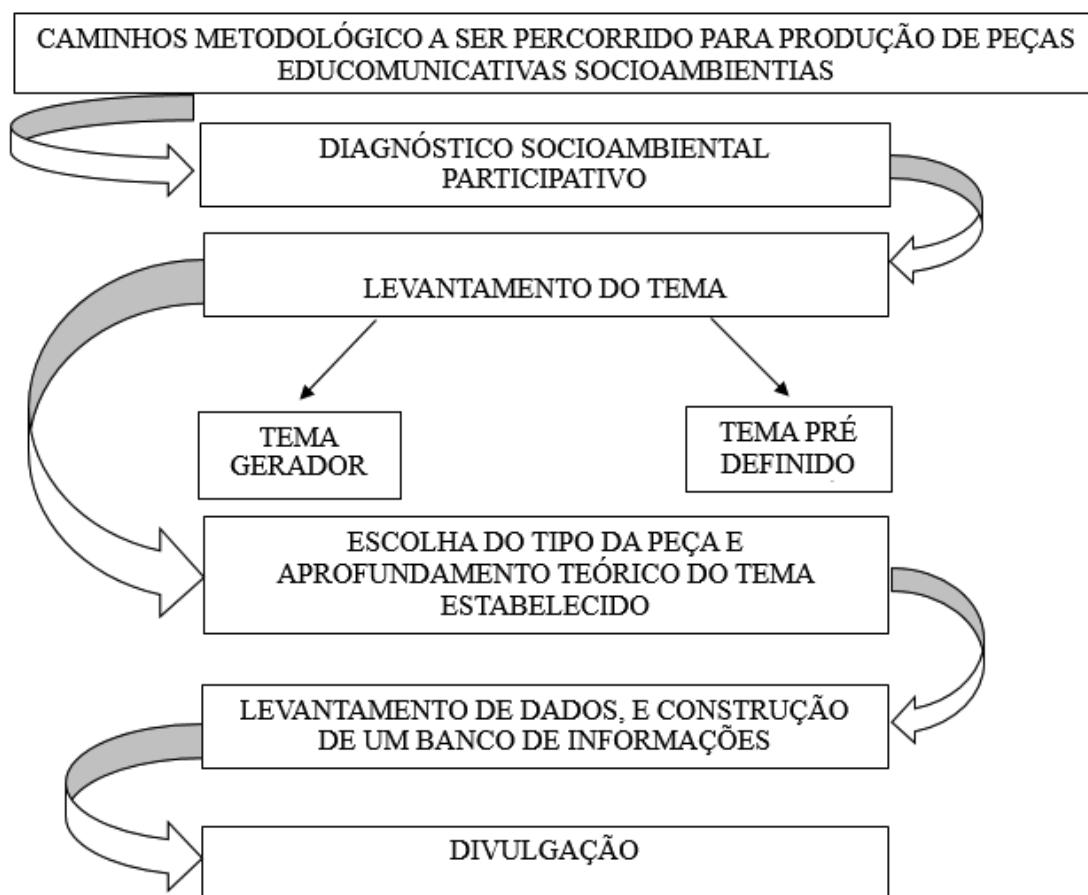 CAMINHOS METODOLÓGICO A SER PERCORRIDO PARA PRODUÇÃO DE PEÇAS
EDUCOMUNICATIVAS SOCIOAMBIENTIAS
DIAGNÓSTICO SOCIOAMBIENTAL
PARTICIPATIVO
LEVANTAMENTO DO TEMA
TEMA
GERADOR
TEMA PRÉ
DEFINIDO
ESCOLHA DO TIPO DA PEÇA E
APROFUNDAMENTO TEÓRICO DO TEMA
ESTABELECIDO
LEVANTAMENTO DE DADOS, E CONSTRUÇÃO
DE UM BANCO DE INFORMAÇÕES
DIVULGAÇÃO